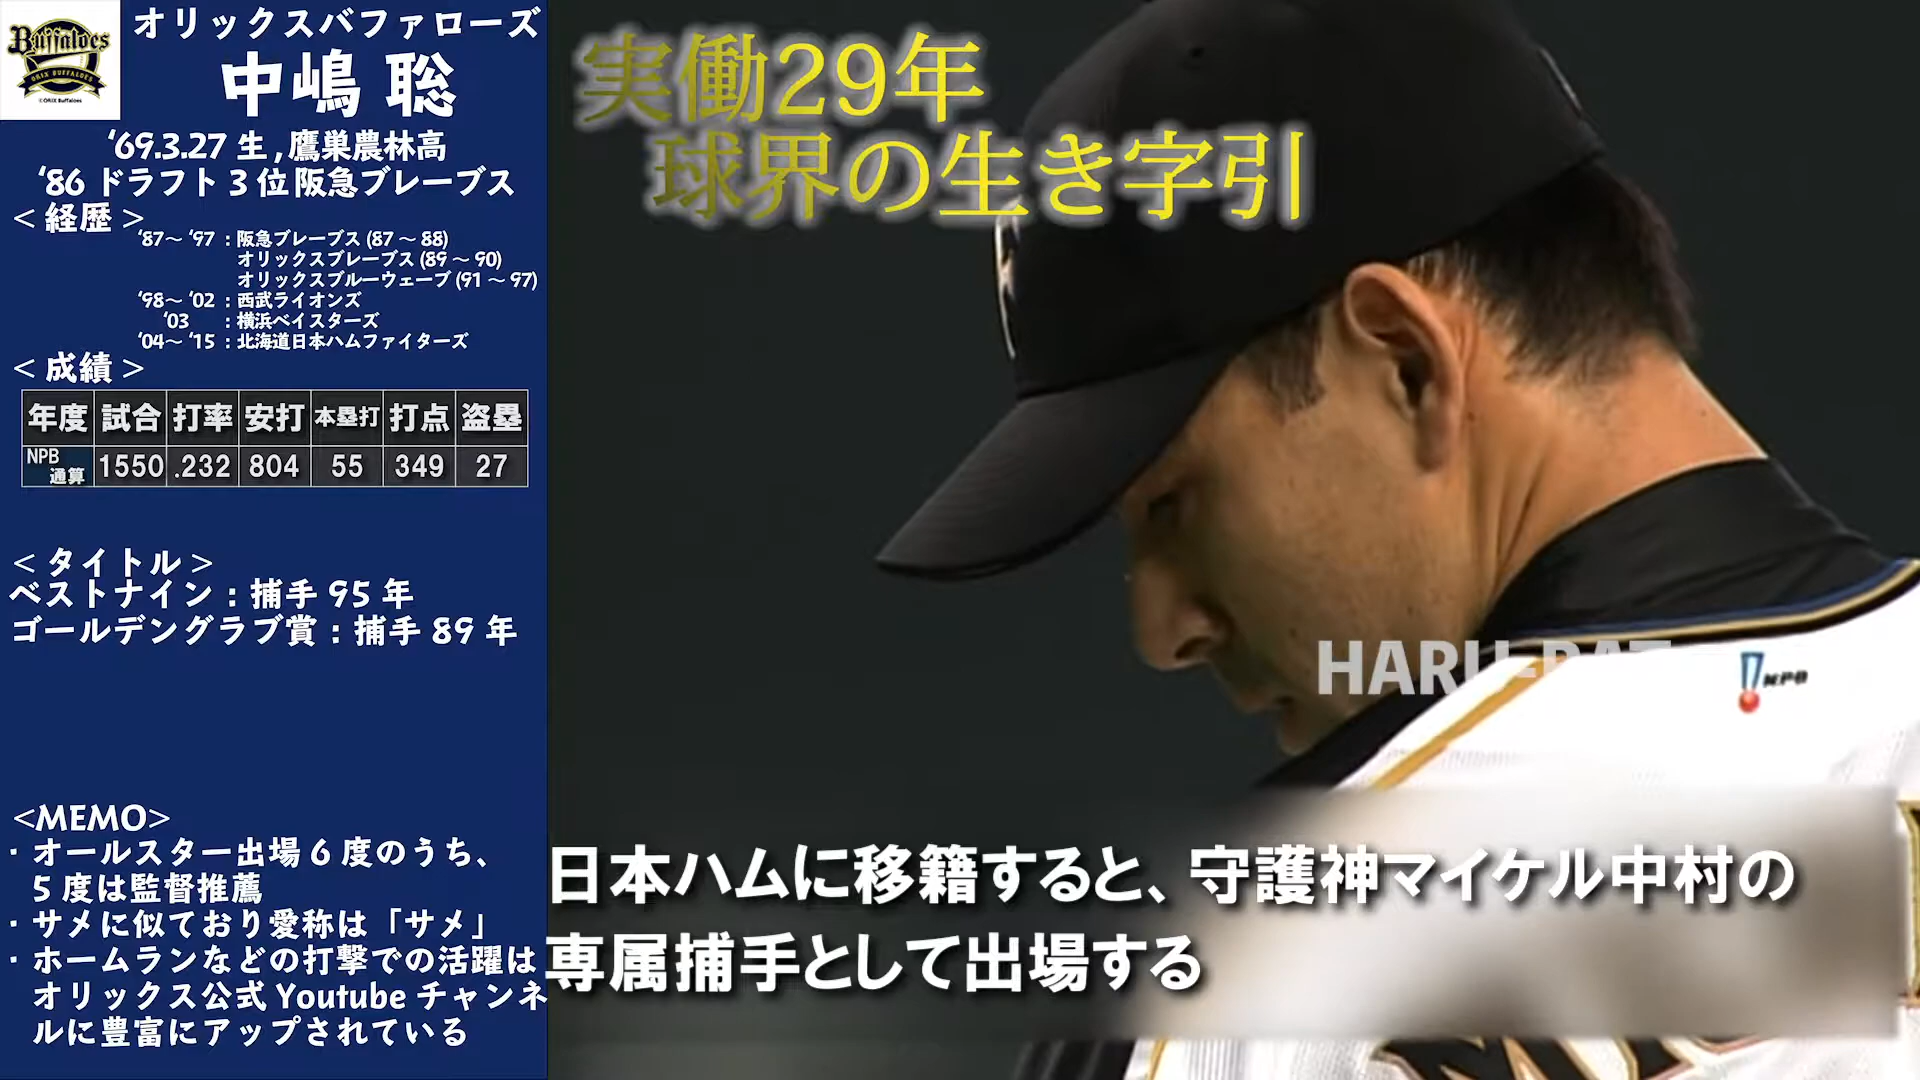 Buffaloes
ORIX BUFFALOES
©ORIX Buffaloes
オリックスバファローズ
中嶋 聡
‘69.3.27 生 , 鷹巣農林高
‘86 ドラフト 3 位 阪急ブレーブス
< 経歴 >
‘87～ ‘97 : 阪急ブレーブス (87 ～ 88)
オリックスブレーブス (89 ～ 90)
オリックスブルーウェーブ (91 ～ 97)
‘98～ ‘02 : 西武ライオンズ
‘03 : 横浜ベイスターズ
‘04～ ‘15 : 北海道日本ハムファイターズ
< 成績 >
年度 試合 打率 安打 本塁打 打点 盗塁
NPB通算 1550 .232 804 55 349 27
< タイトル >
ベストナイン : 捕手 95 年
ゴールデングラブ賞 : 捕手 89 年
<MEMO>
・オールスター出場 6 度のうち、
5 度は監督推薦
・サメに似ており愛称は「サメ」
・ホームランなどの打撃での活躍は
オリックス公式 Youtube チャンネ
ルに豊富にアップされている
実働29年
球界の生き字引
NPB
日本ハムに移籍すると、守護神マイケル中村の
専属捕手として出場する